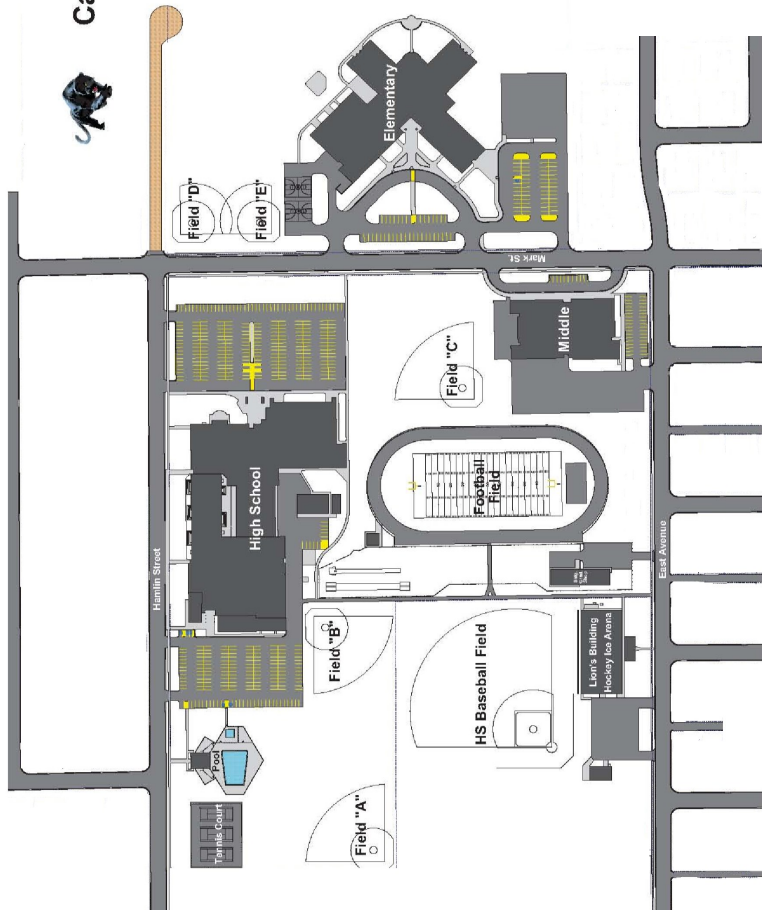 Ca
Field "D"
Field "E"
Elementary
Mark St.
Hamlin Street
High School
Field "C"
Middle
Football
Field
East Avenue
Field "B"
HS Baseball Field
Lion's Building
Hockey Ice Arena
Pool
Tennis Court
Field "A"